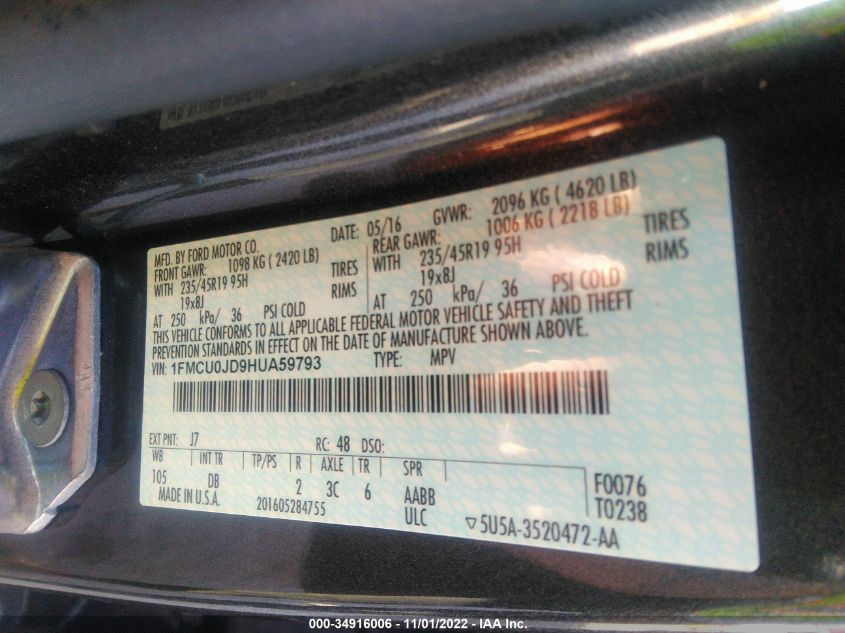 MFD. BY FORD MOTOR CO.
DATE: 05/16 GVWR: 2096 KG ( 4620 LB)
FRONT GAWR: 1098 KG ( 2420 LB) REAR GAWR: 1006 KG ( 2218 LB)
WITH 235/45R19 95H TIRES WITH 235/45R19 95H TIRES
19x8J RIMS 19x8J RIMS
AT 250 kPa/ 36 PSI COLD AT 250 kPa/ 36 PSI COLD
THIS VEHICLE CONFORMS TO ALL APPLICABLE FEDERAL MOTOR VEHICLE SAFETY AND THEFT
PREVENTION STANDARDS IN EFFECT ON THE DATE OF MANUFACTURE SHOWN ABOVE.
VIN: 1FMCU0JD9HUA59793 TYPE: MPV
EXT PNT: J7 RC: 48 DSO:
WB INT TR TP/PS R AXLE TR SPR
105 DB 2 3C 6 AABB F0076
MADE IN U.S.A. 201605284755 ULC T0238
▽5U5A-3520472-AA
000-34916006 - 11/01/2022 - IAA Inc.